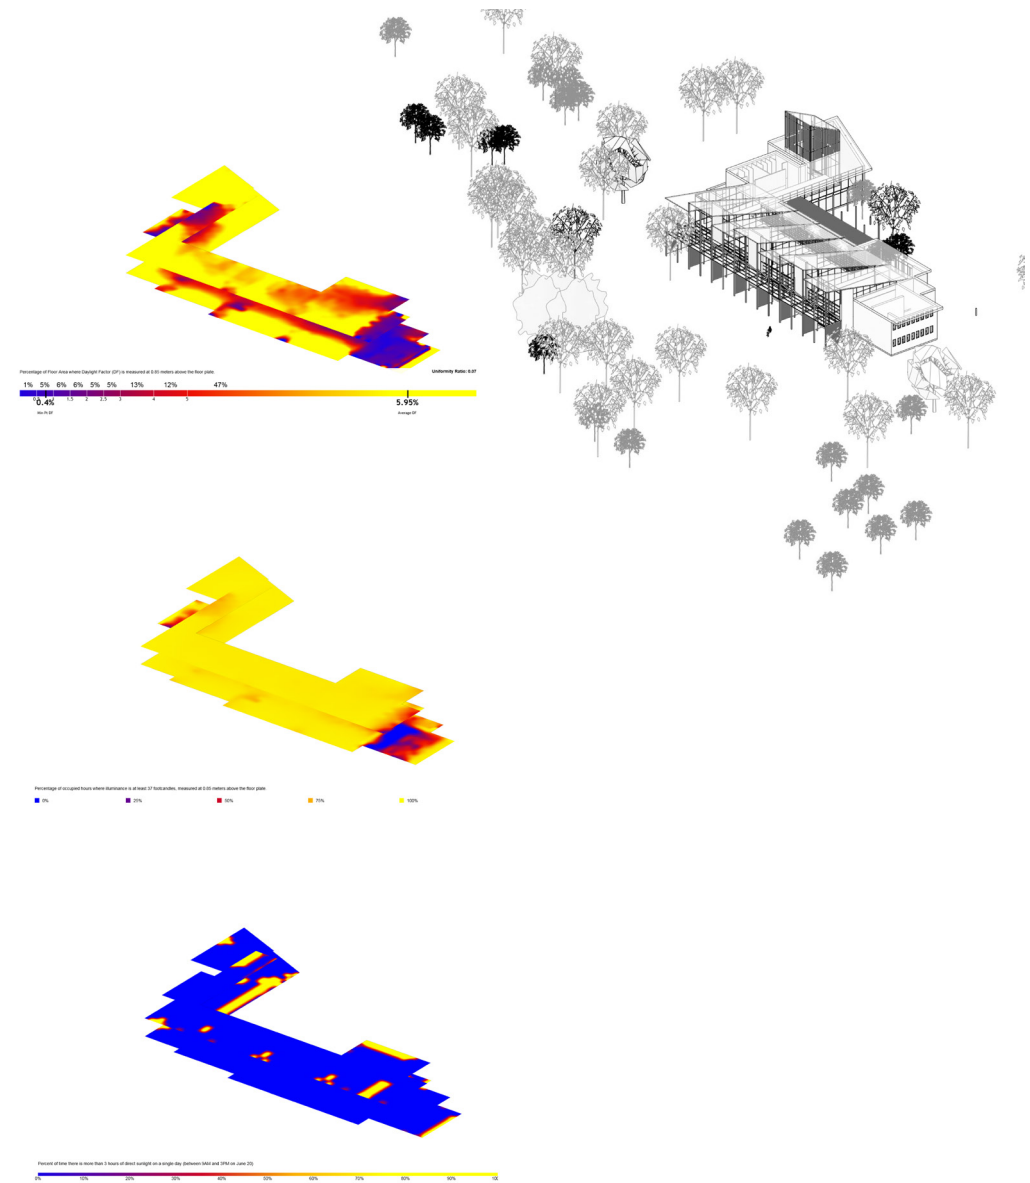 Percentage of Floor Area where Daylight Factor (DF) is measured at 0.85 meters above the floor plate
Uniformity Ratio: 0.07
1% 5% 6% 6% 5% 5% 13% 12% 47%
1.5 2 2.5 3 4 5
0.4% 5.95%
Min Pt DF Average DF
Percentage of occupied hours where illuminance is at least 37 footcandles, measured at 0.85 meters above the floor plate
0% 25% 50% 75% 100%
Percent of time there is more than 3 hours of direct sunlight on a single day (between 9AM and 3PM on June 20)
0% 10% 20% 30% 40% 50% 60% 70% 80% 90%